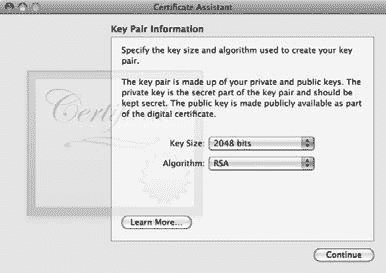 Certificate Assistant
Key Pair Information
Specify the key size and algorithm used to create your key
pair.
The key pair is made up of your private and public keys. The
private key is the secret part of the key pair and should be
kept secret. The public key is made publicly available as part
of the digital certificate.
Key Size: 2048 bits
Algorithm: RSA
Learn More...
Continue